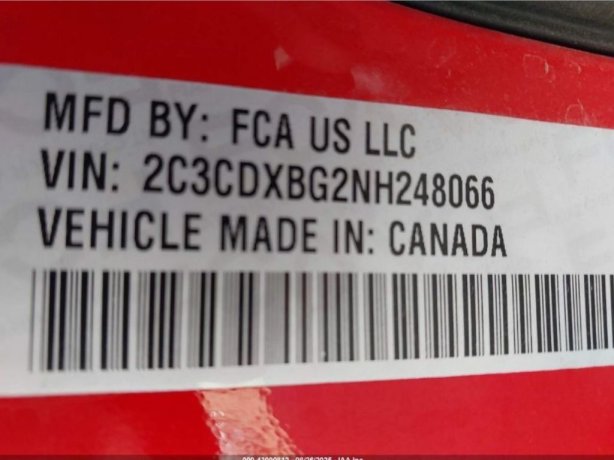 MFD BY: FCA US LLC
VIN: 2C3CDXBG2NH248066
VEHICLE MADE IN: CANADA